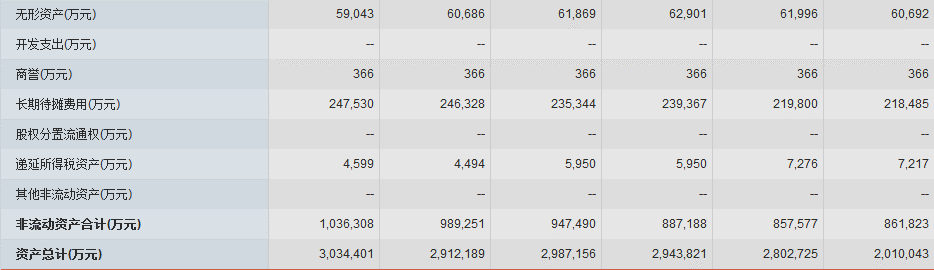 无形资产(万元) 59,043 60,686 61,869 62,901 61,996 60,692
开发支出(万元) -- -- -- -- -- --
商誉(万元) 366 366 366 366 366 366
长期待摊费用(万元) 247,530 246,328 235,344 239,367 219,800 218,485
股权分置流通权(万元) -- -- -- -- -- --
递延所得税资产(万元) 4,599 4,494 5,950 5,950 7,276 7,217
其他非流动资产(万元) -- -- -- -- -- --
非流动资产合计(万元) 1,036,308 989,251 947,490 887,188 857,577 861,823
资产总计(万元) 3,034,401 2,912,189 2,987,156 2,943,821 2,802,725 2,010,043